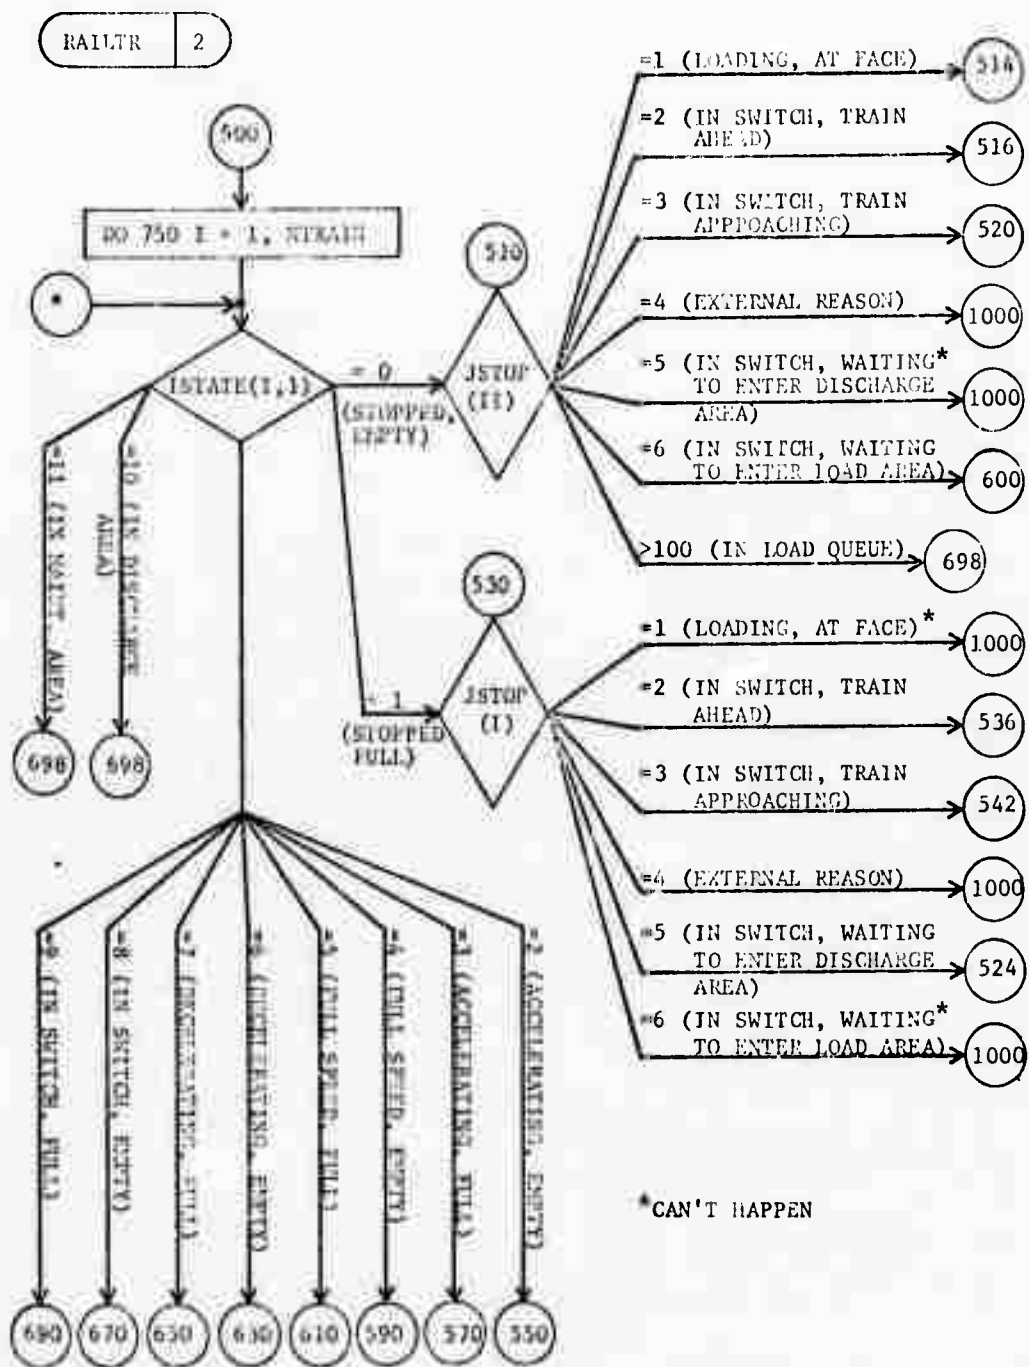 RAILTR 2
500
DO 750 I = 1, NTRAIN
*
ISTATE(I,1)
= 0
(STOPPED,
EMPTY)
510
JSTOP
(II)
=1 (LOADING, AT FACE)
514
=2 (IN SWITCH, TRAIN
AHEAD)
516
=3 (IN SWITCH, TRAIN
APPROACHING)
520
=4 (EXTERNAL REASON)
1000
=5 (IN SWITCH, WAITING*
TO ENTER DISCHARGE
AREA)
1000
=6 (IN SWITCH, WAITING
TO ENTER LOAD AREA)
600
>100 (IN LOAD QUEUE)
698
= 1
(STOPPED
FULL)
530
JSTOP
(I)
=1 (LOADING, AT FACE)*
1000
=2 (IN SWITCH, TRAIN
AHEAD)
536
=3 (IN SWITCH, TRAIN
APPROACHING)
542
=4 (EXTERNAL REASON)
1000
=5 (IN SWITCH, WAITING
TO ENTER DISCHARGE
AREA)
524
=6 (IN SWITCH, WAITING*
TO ENTER LOAD AREA)
1000
=11 (IN MAINT. AREA)
698
=10 (IN DISCHARGE
AREA)
698
=9 (IN SWITCH, FULL)
690
=8 (IN SWITCH, EMPTY)
670
=7 (DECELERATING, FULL)
650
=6 (DECELERATING, EMPTY)
630
=5 (FULL SPEED, FULL)
610
=4 (FULL SPEED, EMPTY)
590
=3 (ACCELERATING, FULL)
570
=2 (ACCELERATING, EMPTY)
550
*CAN'T HAPPEN